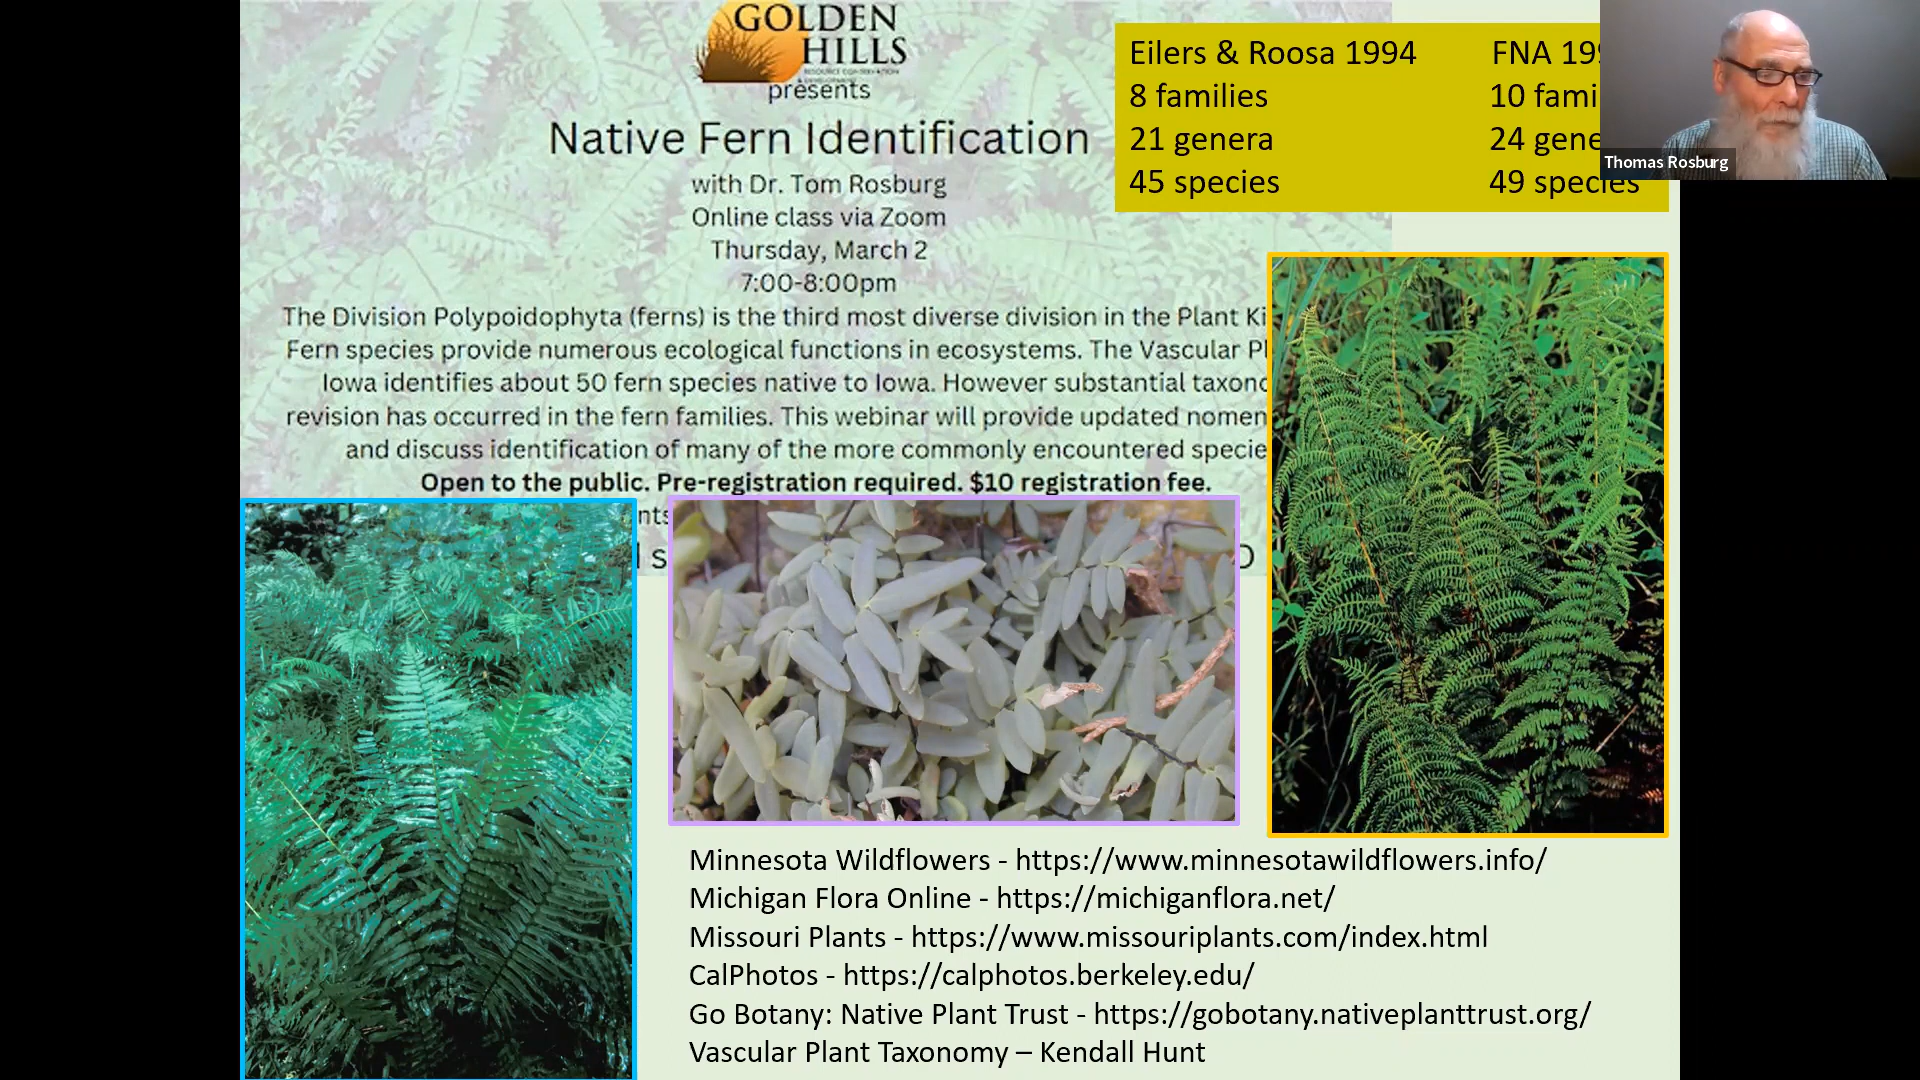 GOLDEN
HILLS
RESOURCE CONSERVATION
& DEVELOPMENT
presents
Native Fern Identification
with Dr. Tom Rosburg
Online class via Zoom
Thursday, March 2
7:00-8:00pm
The Division Polypoidophyta (ferns) is the third most diverse division in the Plant Ki
Fern species provide numerous ecological functions in ecosystems. The Vascular Pl
Iowa identifies about 50 fern species native to Iowa. However substantial taxono
revision has occurred in the fern families. This webinar will provide updated nomen
and discuss identification of many of the more commonly encountered specie
Open to the public. Pre-registration required. $10 registration fee.
nts
Eilers & Roosa 1994 FNA 199
8 families 10 fami
21 genera 24 gene
45 species 49 species
Thomas Rosburg
Minnesota Wildflowers - https://www.minnesotawildflowers.info/
Michigan Flora Online - https://michiganflora.net/
Missouri Plants - https://www.missouriplants.com/index.html
CalPhotos - https://calphotos.berkeley.edu/
Go Botany: Native Plant Trust - https://gobotany.nativeplanttrust.org/
Vascular Plant Taxonomy – Kendall Hunt